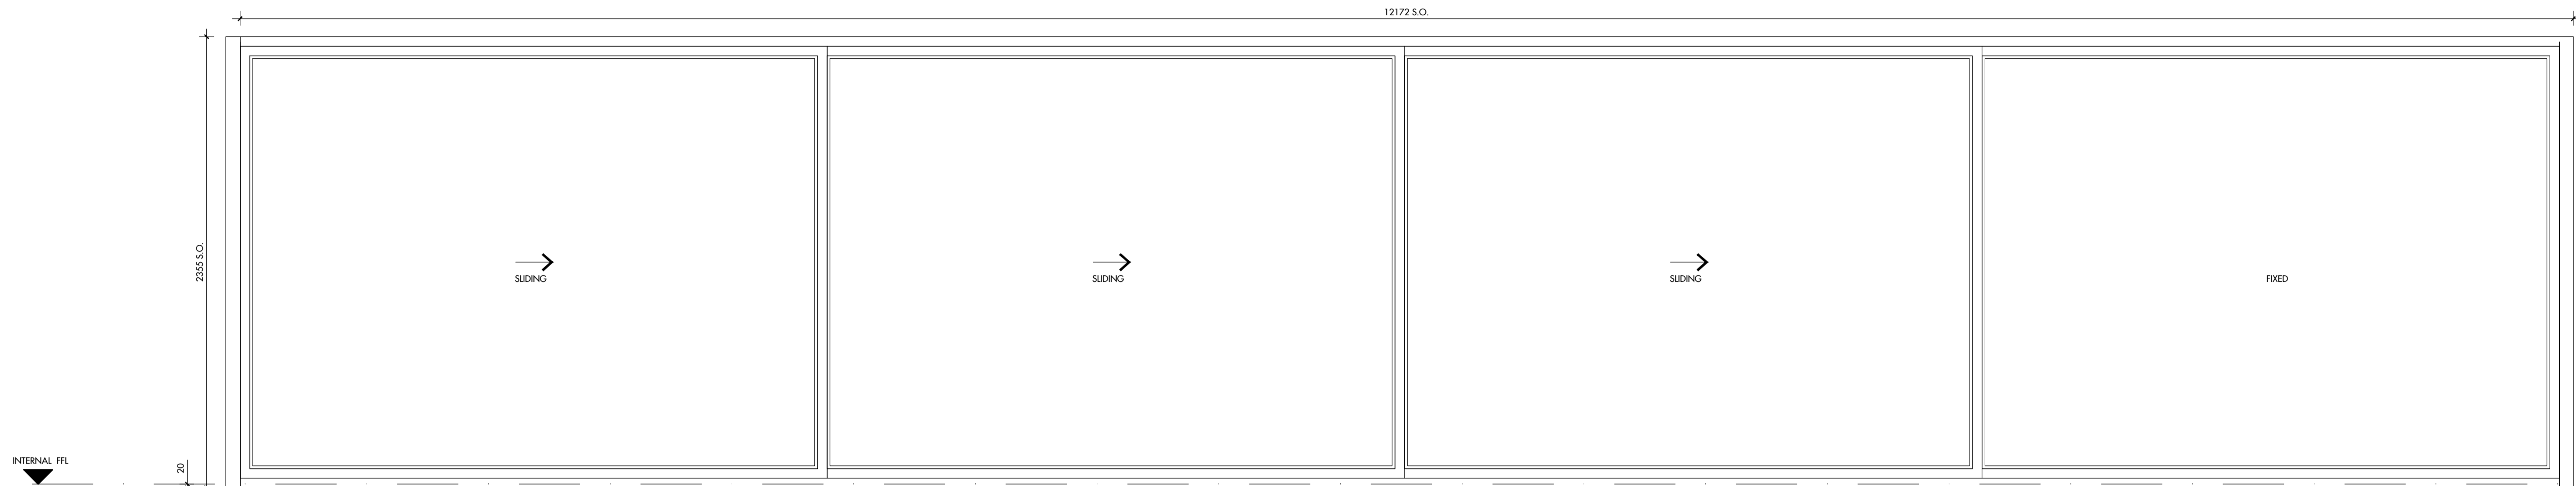 12172 S.O.
2355 S.O.
SLIDING
SLIDING
SLIDING
FIXED
INTERNAL FFL
20